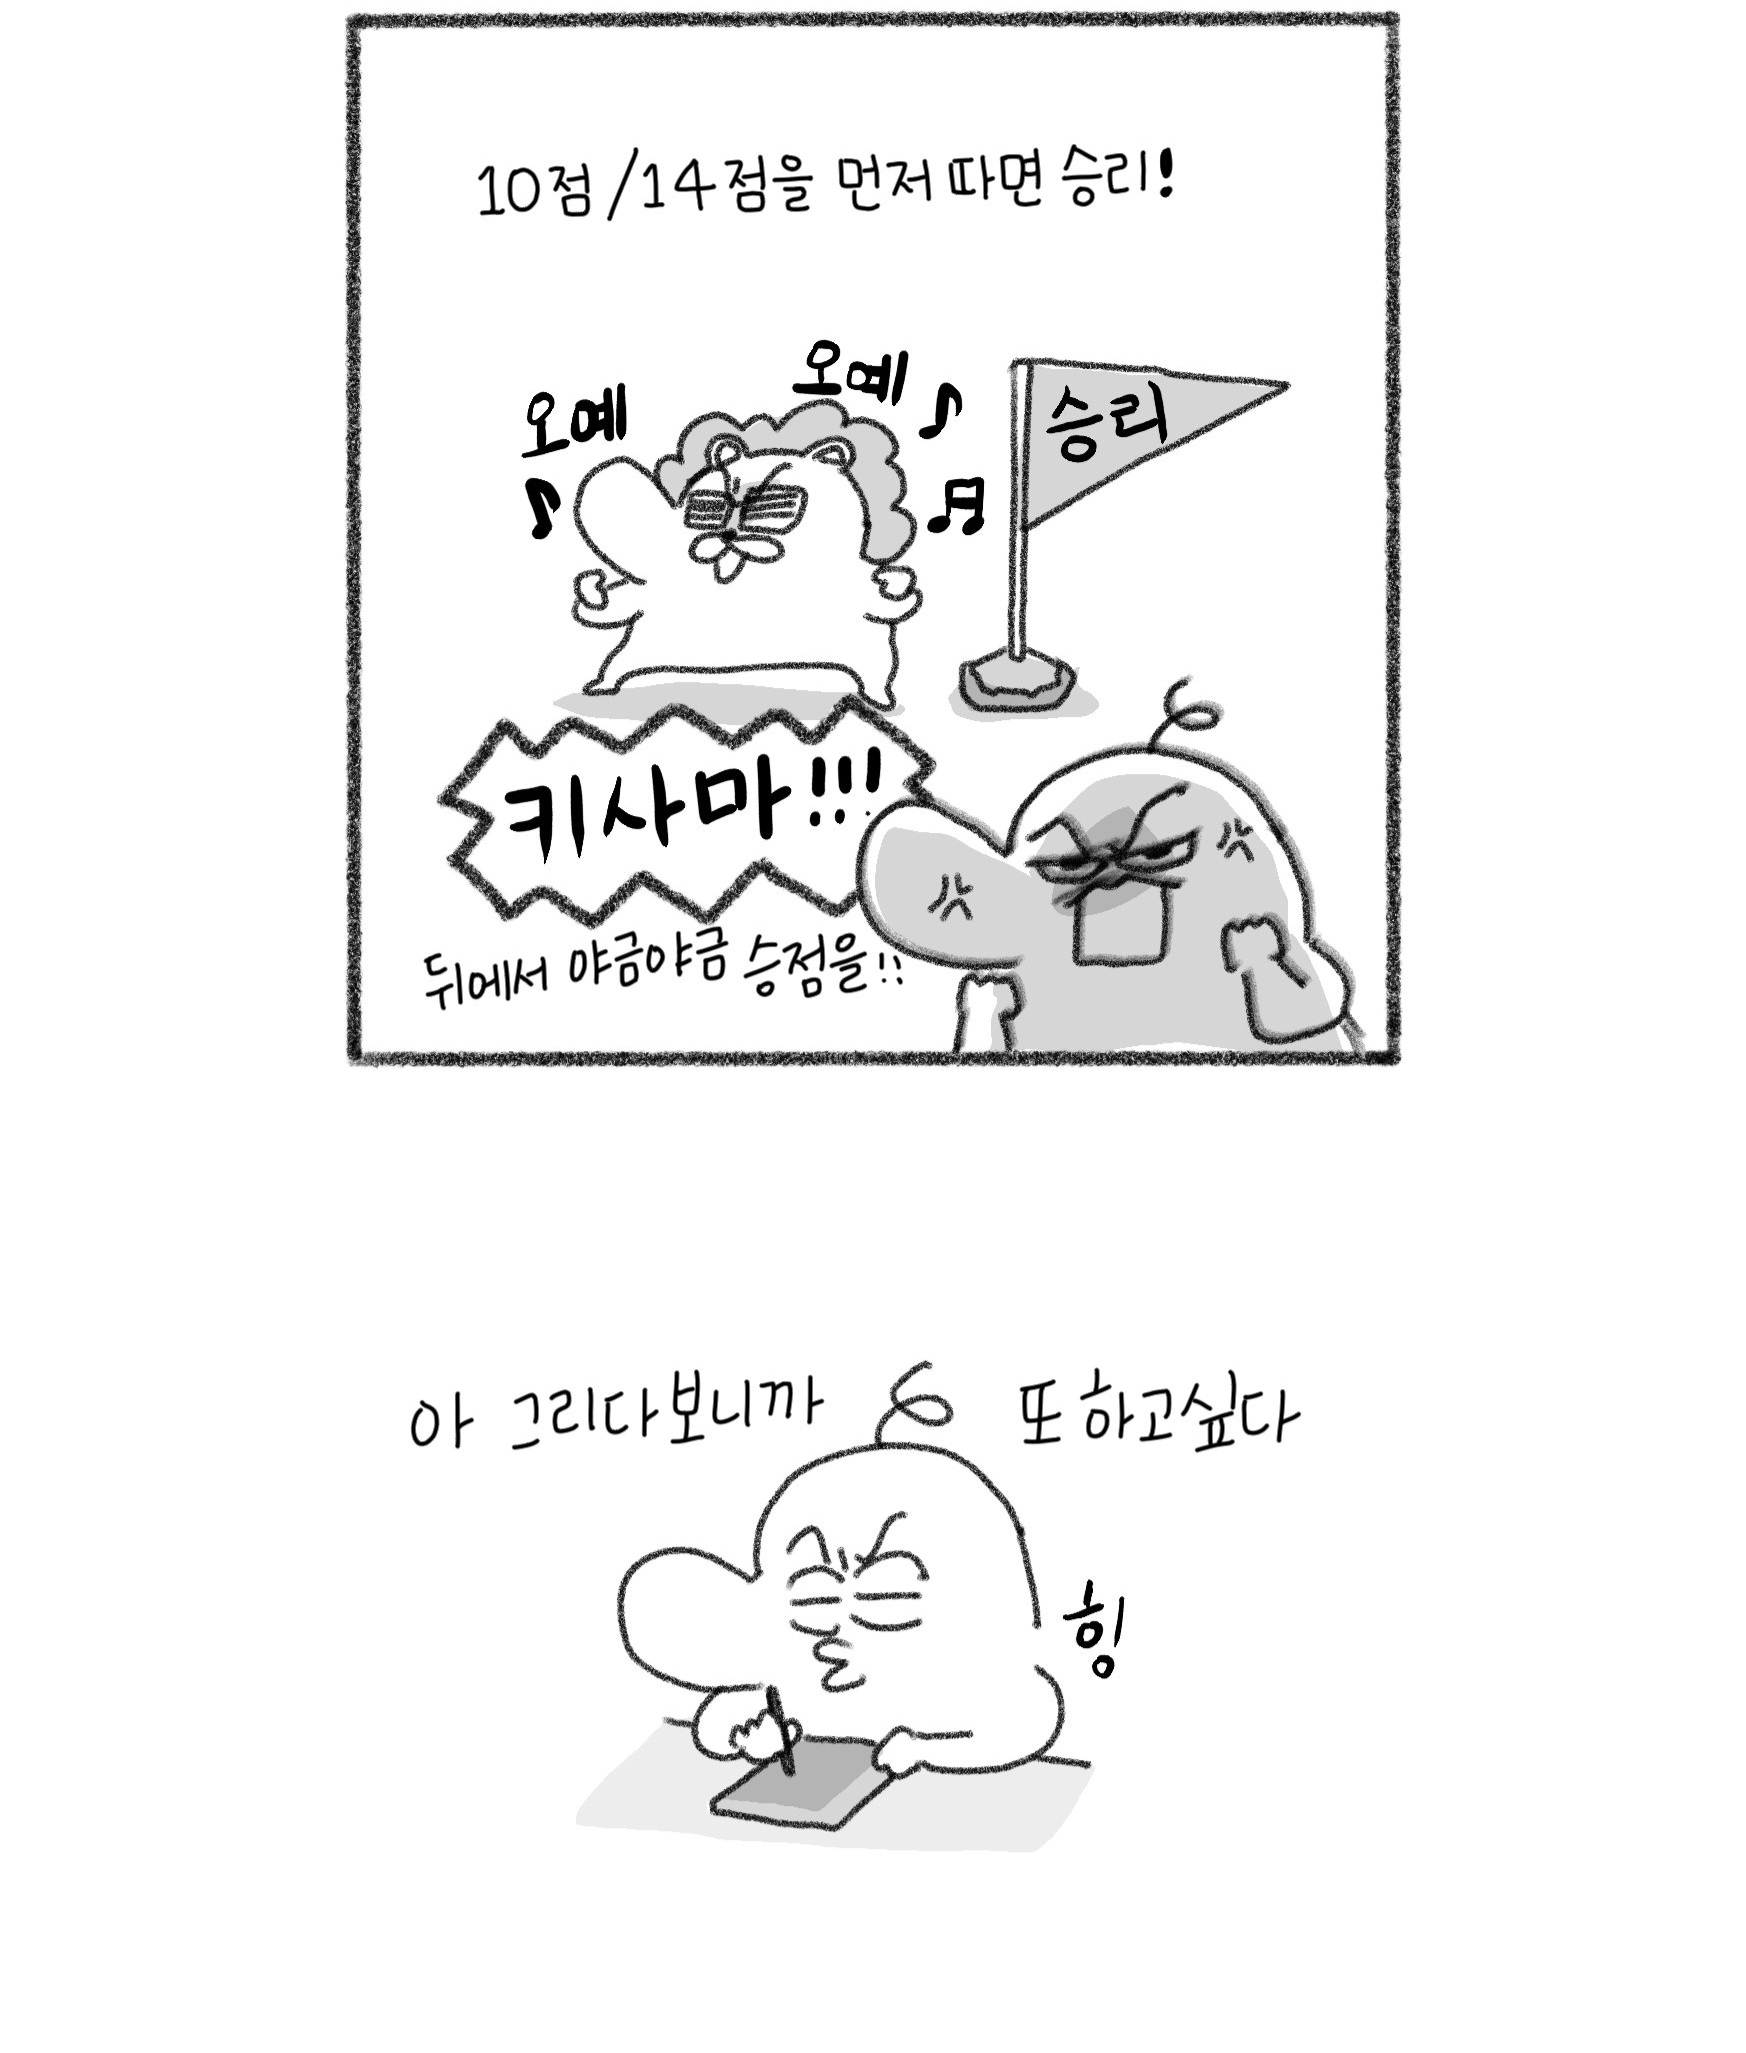 10점/14점을 먼저 따면 승리!
오예
오예
승리
키사마!!!
뒤에서 야금야금 승점을!!
아 그리다보니까 또 하고싶다
힝